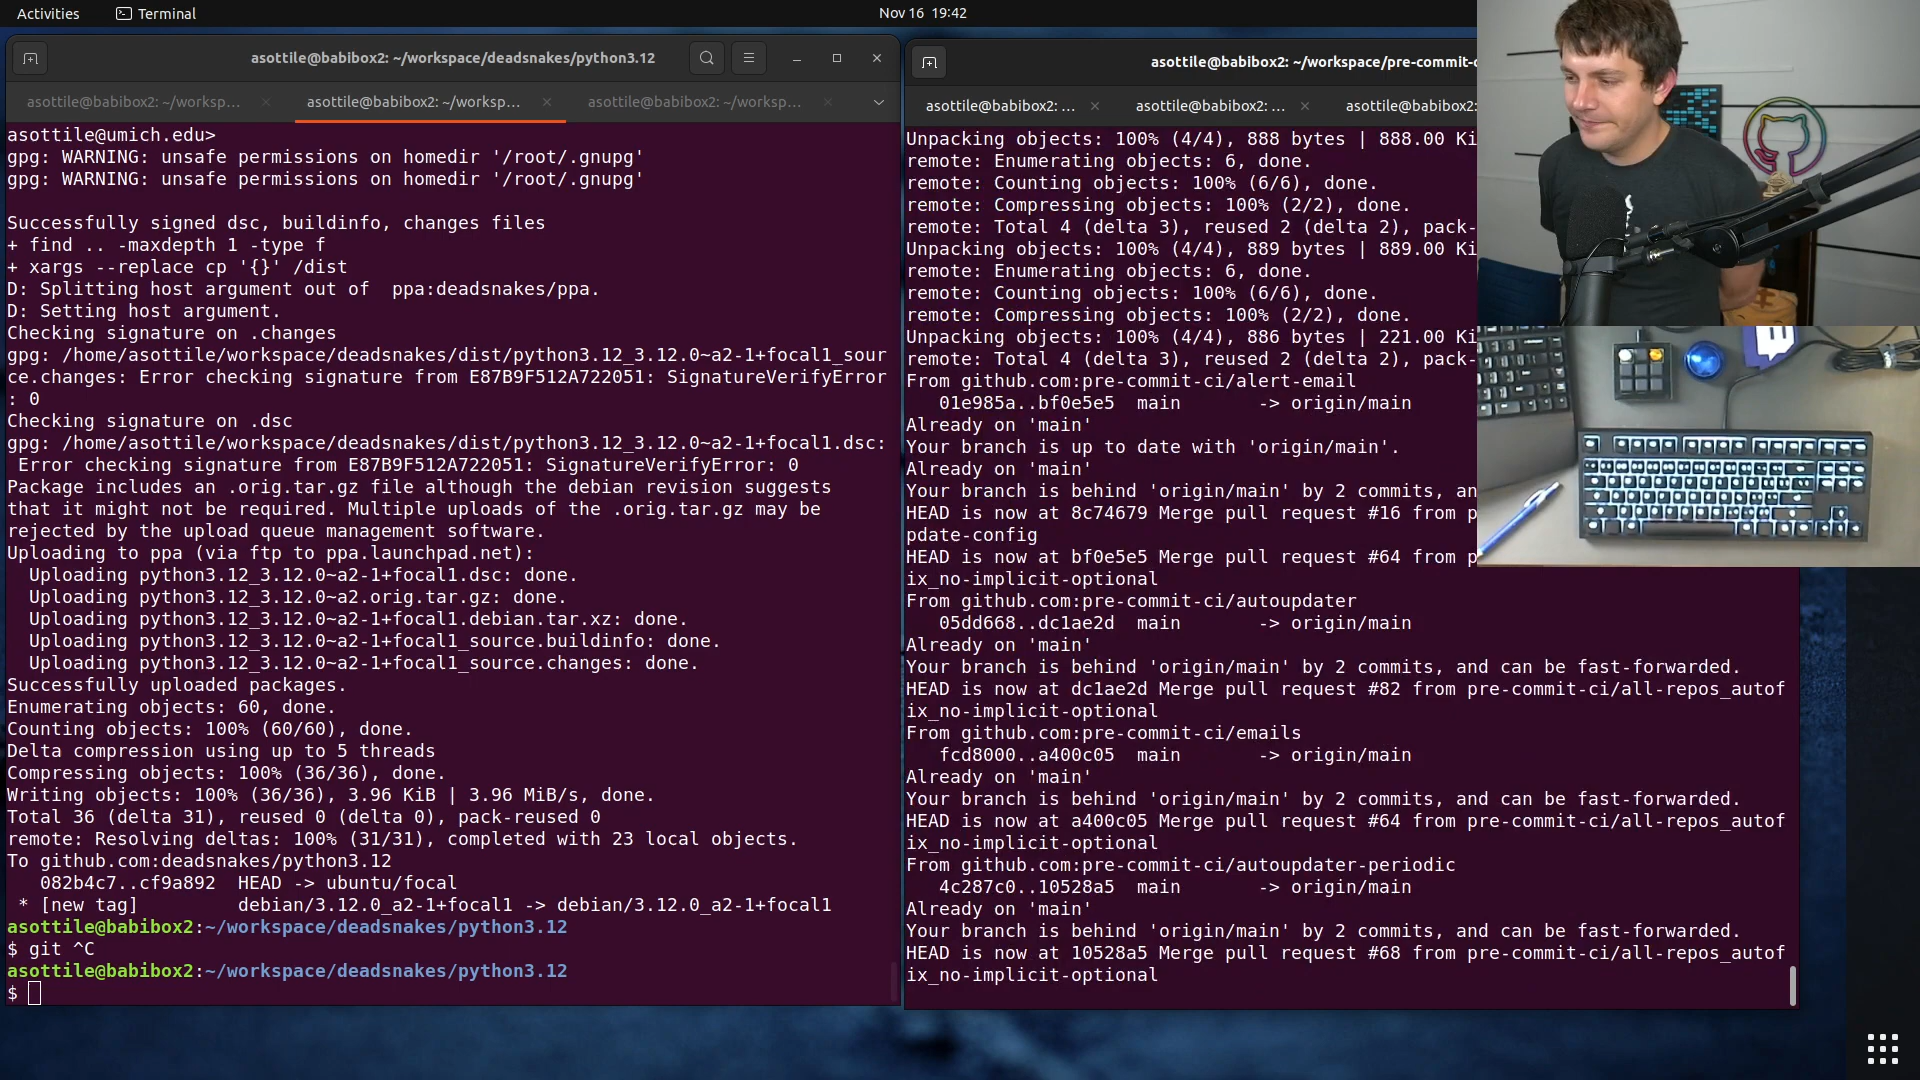 Activities
Terminal
Nov 16 19:42
asottile@babibox2: ~/workspace/deadsnakes/python3.12
asottile@babibox2: ~/worksp...
asottile@babibox2: ~/worksp...
asottile@babibox2: ~/worksp...
asottile@umich.edu>
gpg: WARNING: unsafe permissions on homedir '/root/.gnupg'
gpg: WARNING: unsafe permissions on homedir '/root/.gnupg'
Successfully signed dsc, buildinfo, changes files
+ find .. -maxdepth 1 -type f
+ xargs --replace cp '{}' /dist
D: Splitting host argument out of  ppa:deadsnakes/ppa.
D: Setting host argument.
Checking signature on .changes
gpg: /home/asottile/workspace/deadsnakes/dist/python3.12_3.12.0~a2-1+focal1_sour
ce.changes: Error checking signature from E87B9F512A722051: SignatureVerifyError
: 0
Checking signature on .dsc
gpg: /home/asottile/workspace/deadsnakes/dist/python3.12_3.12.0~a2-1+focal1.dsc:
 Error checking signature from E87B9F512A722051: SignatureVerifyError: 0
Package includes an .orig.tar.gz file although the debian revision suggests
that it might not be required. Multiple uploads of the .orig.tar.gz may be
rejected by the upload queue management software.
Uploading to ppa (via ftp to ppa.launchpad.net):
  Uploading python3.12_3.12.0~a2-1+focal1.dsc: done.
  Uploading python3.12_3.12.0~a2.orig.tar.gz: done.
  Uploading python3.12_3.12.0~a2-1+focal1.debian.tar.xz: done.
  Uploading python3.12_3.12.0~a2-1+focal1_source.buildinfo: done.
  Uploading python3.12_3.12.0~a2-1+focal1_source.changes: done.
Successfully uploaded packages.
Enumerating objects: 60, done.
Counting objects: 100% (60/60), done.
Delta compression using up to 5 threads
Compressing objects: 100% (36/36), done.
Writing objects: 100% (36/36), 3.96 KiB | 3.96 MiB/s, done.
Total 36 (delta 31), reused 0 (delta 0), pack-reused 0
remote: Resolving deltas: 100% (31/31), completed with 23 local objects.
To github.com:deadsnakes/python3.12
   082b4c7..cf9a892  HEAD -> ubuntu/focal
 * [new tag]         debian/3.12.0_a2-1+focal1 -> debian/3.12.0_a2-1+focal1
asottile@babibox2:~/workspace/deadsnakes/python3.12
$ git ^C
asottile@babibox2:~/workspace/deadsnakes/python3.12
$
asottile@babibox2: ~/workspace/pre-commit-c
asottile@babibox2: ...
asottile@babibox2: ...
asottile@babibox2:
Unpacking objects: 100% (4/4), 888 bytes | 888.00 Ki
remote: Enumerating objects: 6, done.
remote: Counting objects: 100% (6/6), done.
remote: Compressing objects: 100% (2/2), done.
remote: Total 4 (delta 3), reused 2 (delta 2), pack-
Unpacking objects: 100% (4/4), 889 bytes | 889.00 Ki
remote: Enumerating objects: 6, done.
remote: Counting objects: 100% (6/6), done.
remote: Compressing objects: 100% (2/2), done.
Unpacking objects: 100% (4/4), 886 bytes | 221.00 Ki
remote: Total 4 (delta 3), reused 2 (delta 2), pack-
From github.com:pre-commit-ci/alert-email
   01e985a..bf0e5e5  main       -> origin/main
Already on 'main'
Your branch is up to date with 'origin/main'.
Already on 'main'
Your branch is behind 'origin/main' by 2 commits, an
HEAD is now at 8c74679 Merge pull request #16 from p
pdate-config
HEAD is now at bf0e5e5 Merge pull request #64 from p
ix_no-implicit-optional
From github.com:pre-commit-ci/autoupdater
   05dd668..dc1ae2d  main       -> origin/main
Already on 'main'
Your branch is behind 'origin/main' by 2 commits, and can be fast-forwarded.
HEAD is now at dc1ae2d Merge pull request #82 from pre-commit-ci/all-repos_autof
ix_no-implicit-optional
From github.com:pre-commit-ci/emails
   fcd8000..a400c05  main       -> origin/main
Already on 'main'
Your branch is behind 'origin/main' by 2 commits, and can be fast-forwarded.
HEAD is now at a400c05 Merge pull request #64 from pre-commit-ci/all-repos_autof
ix_no-implicit-optional
From github.com:pre-commit-ci/autoupdater-periodic
   4c287c0..10528a5  main       -> origin/main
Already on 'main'
Your branch is behind 'origin/main' by 2 commits, and can be fast-forwarded.
HEAD is now at 10528a5 Merge pull request #68 from pre-commit-ci/all-repos_autof
ix_no-implicit-optional